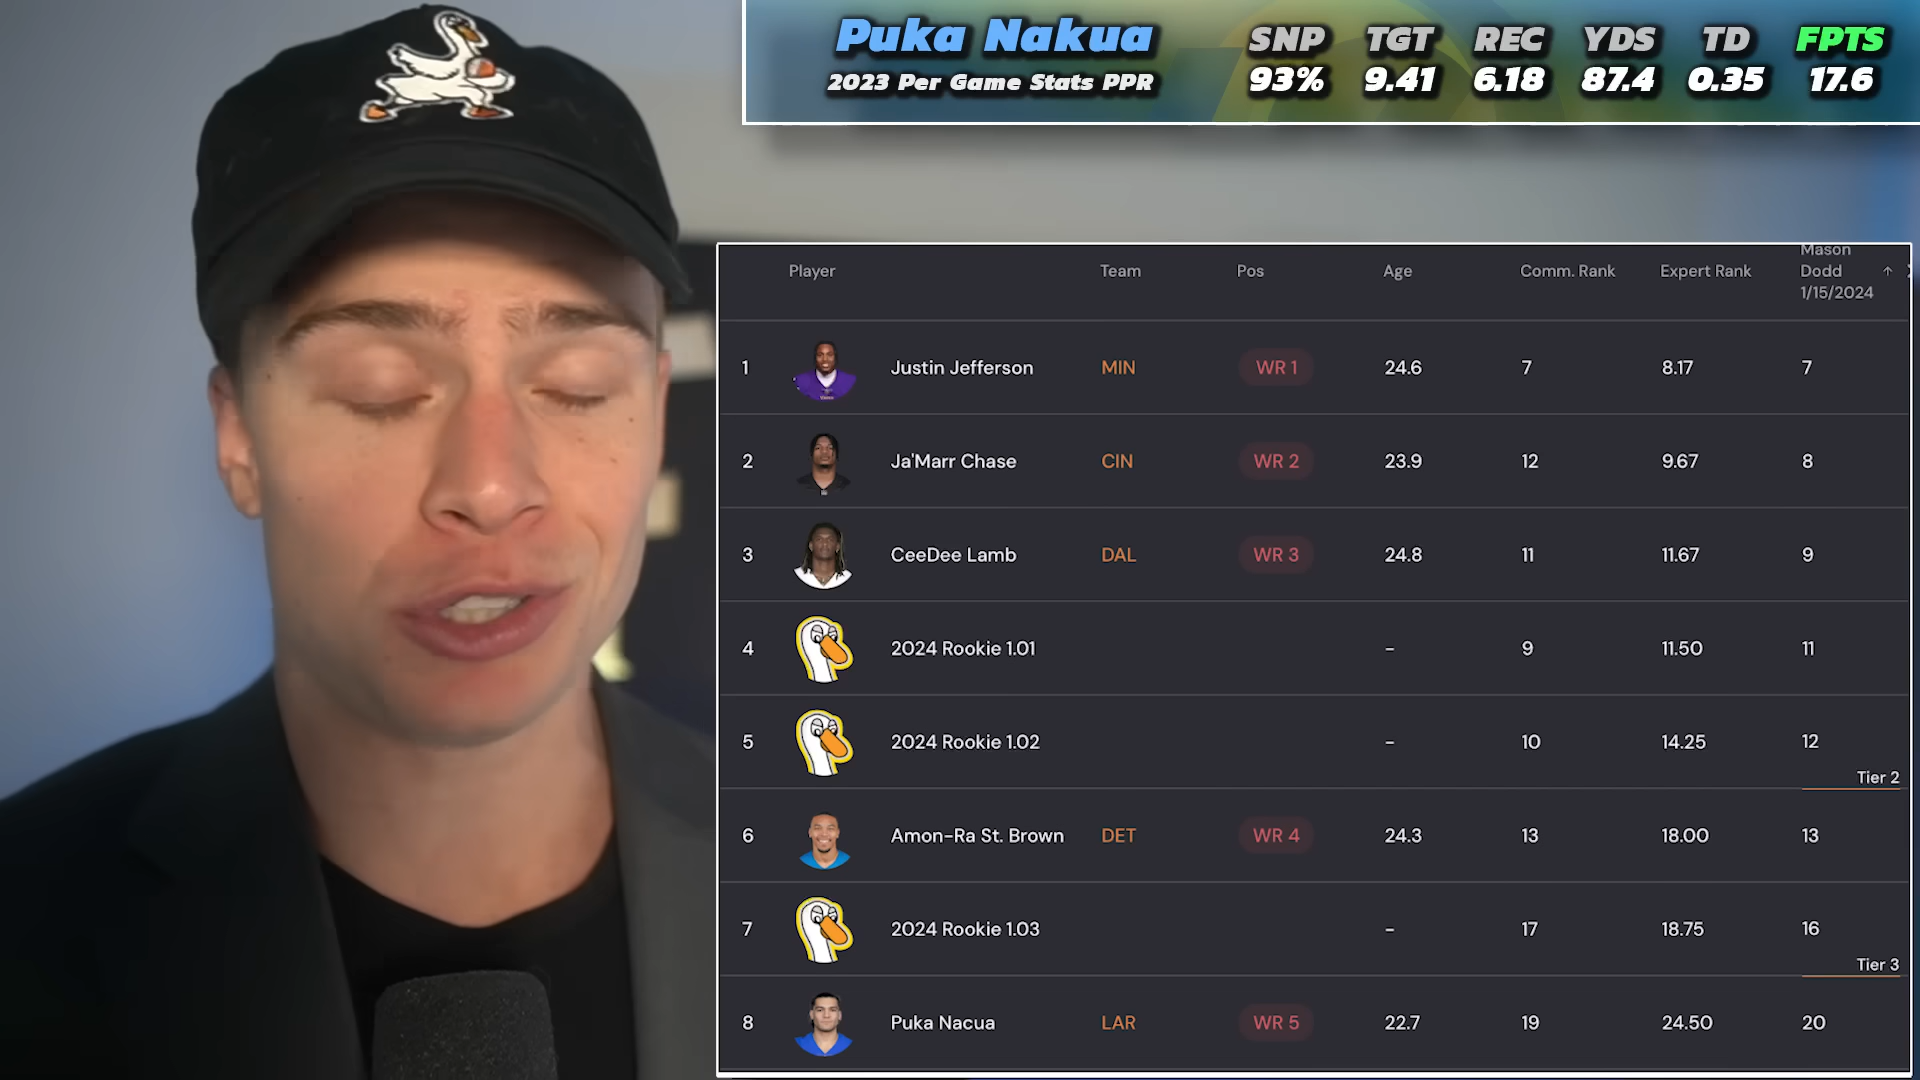 Puka Nakua SNP TGT REC YDS TD FPTS
2023 Per Game Stats PPR 93% 9.41 6.18 87.4 0.35 17.6
Player Team Pos Age Comm. Rank Expert Rank Mason Dodd 1/15/2024 ↑
1 Justin Jefferson MIN WR 1 24.6 7 8.17 7
2 Ja'Marr Chase CIN WR 2 23.9 12 9.67 8
3 CeeDee Lamb DAL WR 3 24.8 11 11.67 9
4 2024 Rookie 1.01 - 9 11.50 11
5 2024 Rookie 1.02 - 10 14.25 12
Tier 2
6 Amon-Ra St. Brown DET WR 4 24.3 13 18.00 13
7 2024 Rookie 1.03 - 17 18.75 16
Tier 3
8 Puka Nacua LAR WR 5 22.7 19 24.50 20